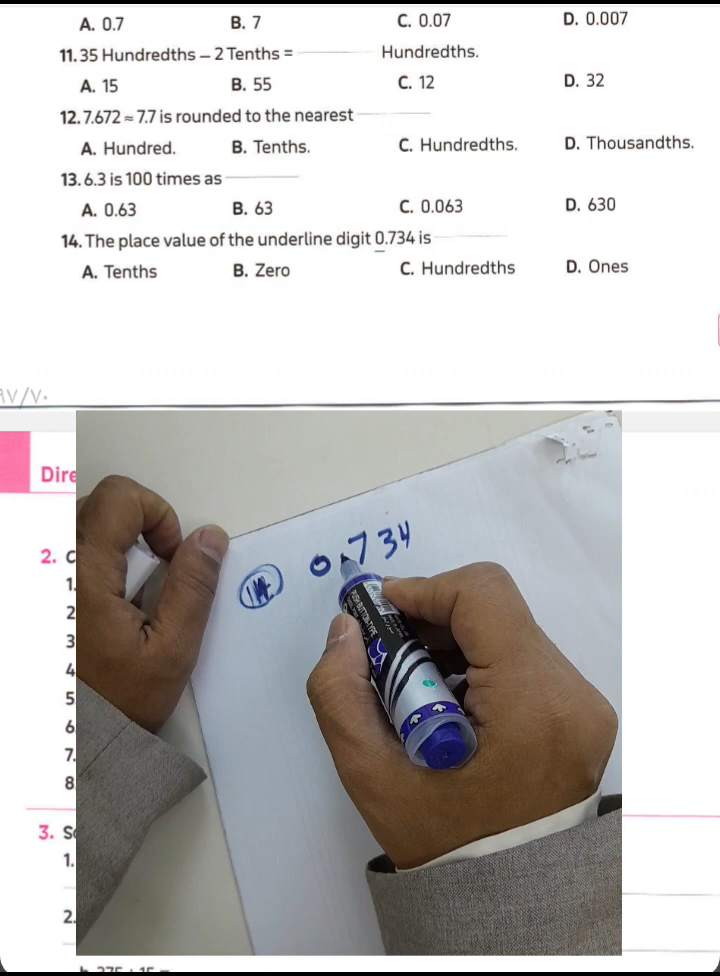 A. 0.7 B. 7 C. 0.07 D. 0.007
11. 35 Hundredths – 2 Tenths = Hundredths.
A. 15 B. 55 C. 12 D. 32
12. 7.672 ≈ 7.7 is rounded to the nearest
A. Hundred. B. Tenths. C. Hundredths. D. Thousandths.
13. 6.3 is 100 times as
A. 0.63 B. 63 C. 0.063 D. 630
14. The place value of the underline digit 0.734 is
A. Tenths B. Zero C. Hundredths D. Ones
Dire
2. C
1.
2
3
4
5
6
7.
8
3. S
1.
2.
14. 0.734
PUSH BUTTON-TYPE